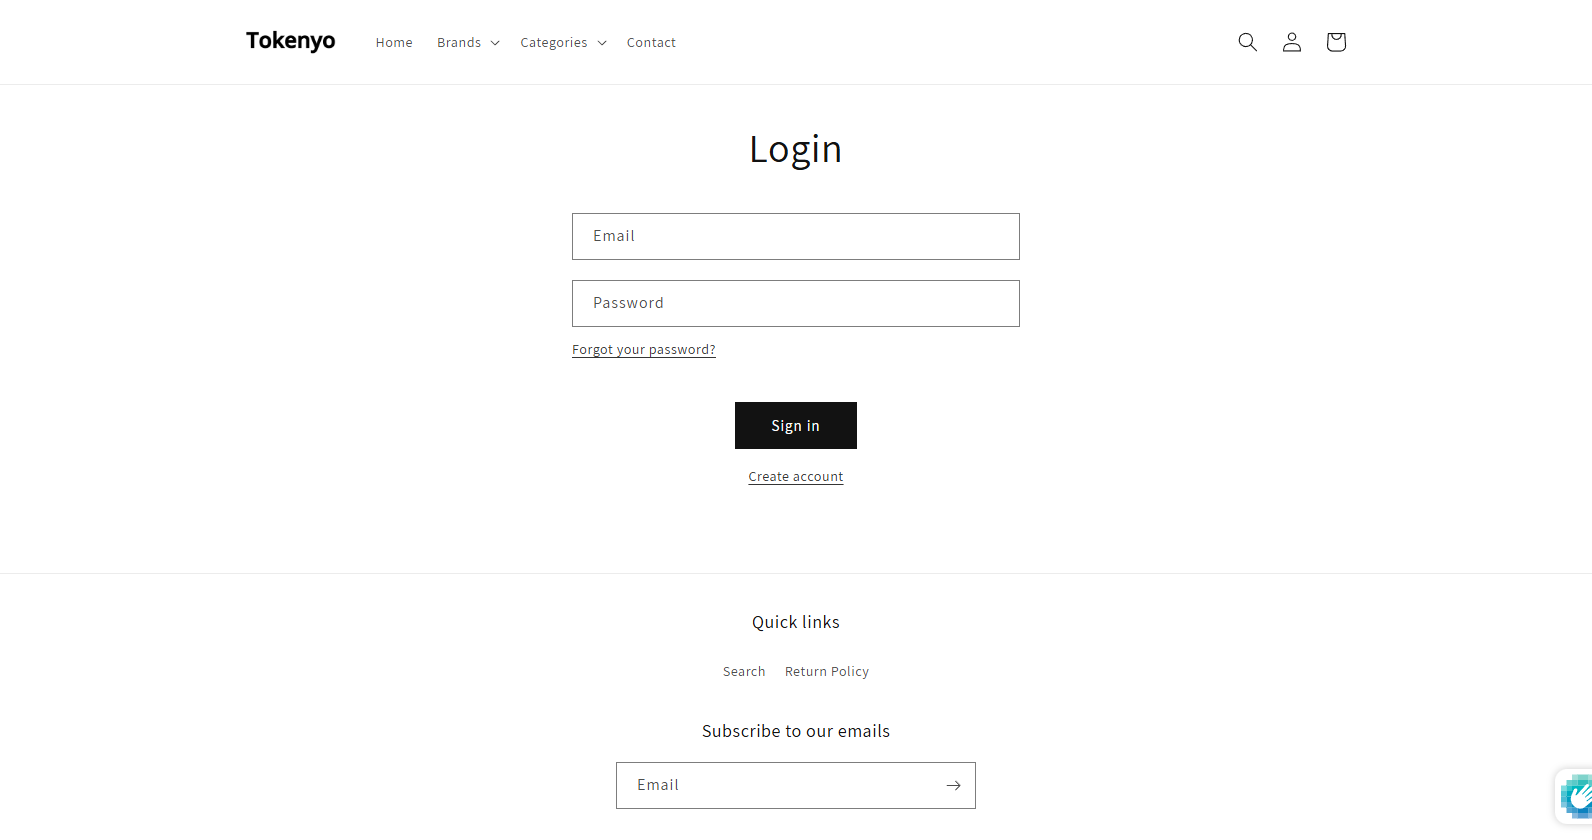 Tokenyo Home Brands Categories Contact
Login
Email
Password
Forgot your password?
Sign in
Create account
Quick links
Search Return Policy
Subscribe to our emails
Email